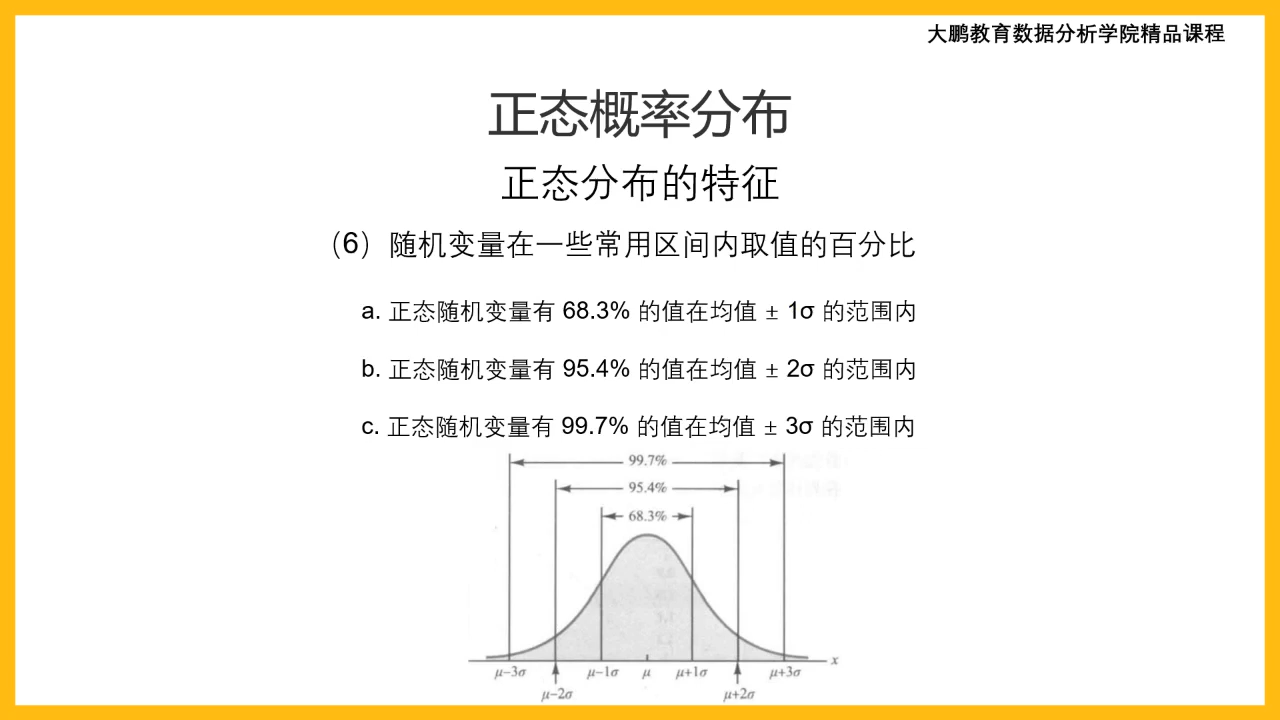 大鹏教育数据分析学院精品课程
正态概率分布
正态分布的特征
（6）随机变量在一些常用区间内取值的百分比
a. 正态随机变量有 68.3% 的值在均值 ± 1σ 的范围内
b. 正态随机变量有 95.4% 的值在均值 ± 2σ 的范围内
c. 正态随机变量有 99.7% 的值在均值 ± 3σ 的范围内
99.7%
95.4%
68.3%
x
μ−3σ μ−1σ μ μ+1σ μ+3σ
μ−2σ μ+2σ